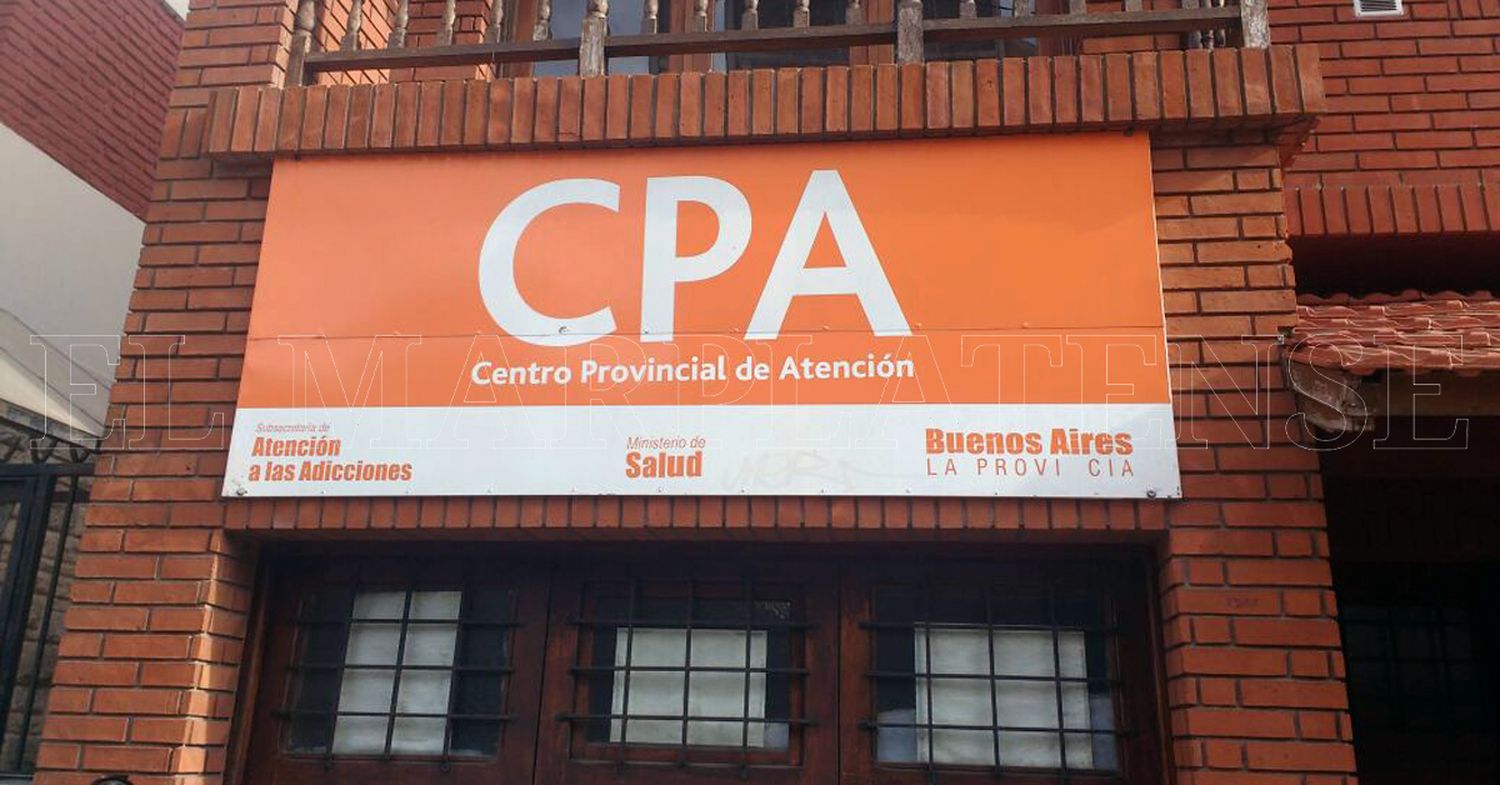 CPA
Centro Provincial de Atención
Subsecretaría de
Atención
a las Adicciones
Ministerio de
Salud
Buenos Aires
LA PROVI CIA
EL MARPLATENSE